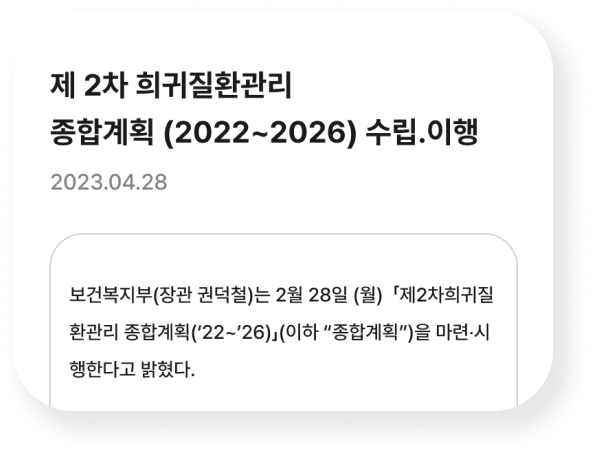 제 2차 희귀질환관리
종합계획 (2022~2026) 수립.이행
2023.04.28
보건복지부(장관 권덕철)는 2월 28일 (월) 「제2차희귀질
환관리 종합계획(‘22~’26)」(이하 “종합계획”)을 마련·시
행한다고 밝혔다.